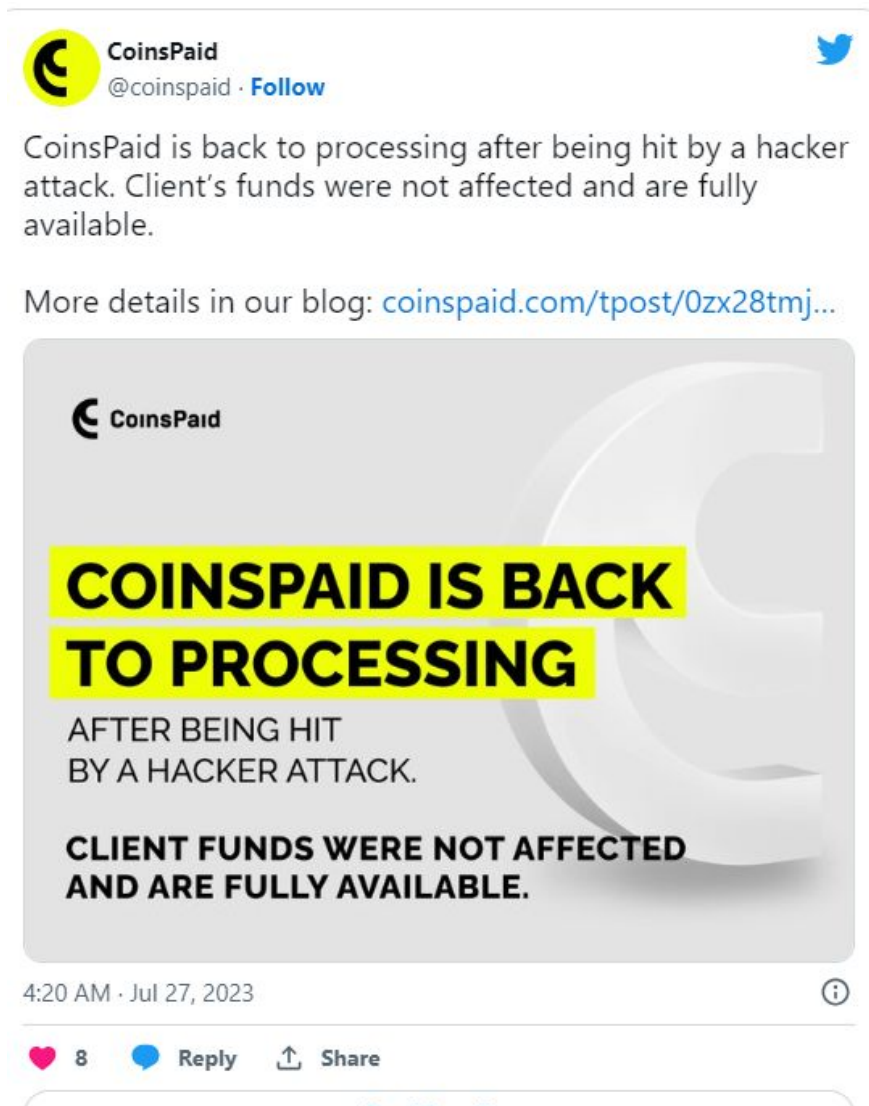 CoinsPaid
@coinspaid · Follow
CoinsPaid is back to processing after being hit by a hacker
attack. Client's funds were not affected and are fully
available.
More details in our blog: coinspaid.com/tpost/0zx28tmj...
CoinsPaid
COINSPAID IS BACK
TO PROCESSING
AFTER BEING HIT
BY A HACKER ATTACK.
CLIENT FUNDS WERE NOT AFFECTED
AND ARE FULLY AVAILABLE.
4:20 AM · Jul 27, 2023
8 Reply Share